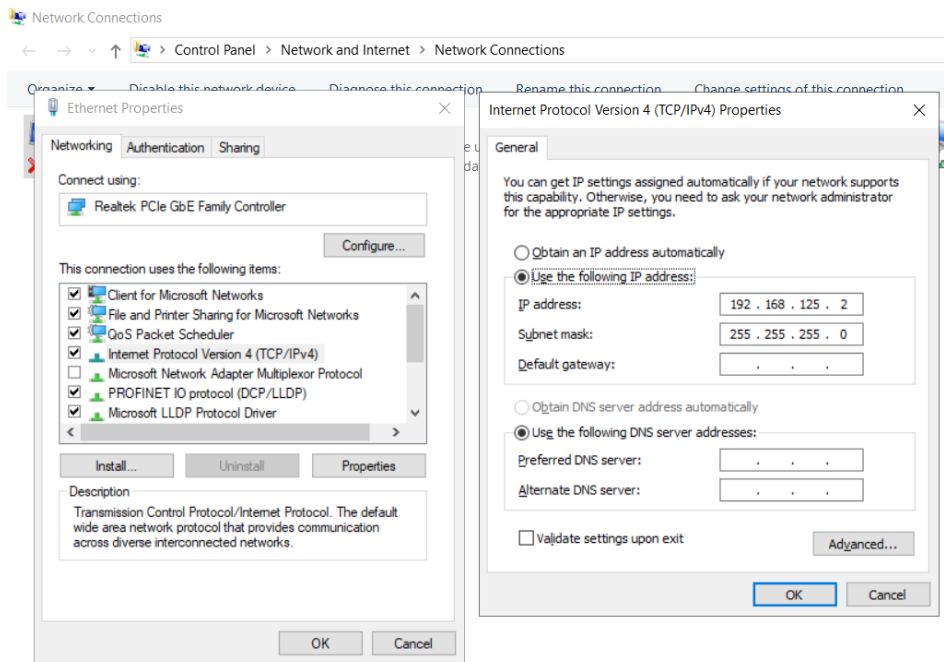 Network Connections
Control Panel > Network and Internet > Network Connections
Organize Disable this network device Diagnose this connection Rename this connection Change settings of this connection
Ethernet Properties
Networking Authentication Sharing
Connect using:
Realtek PCIe GbE Family Controller
Configure...
This connection uses the following items:
Client for Microsoft Networks
File and Printer Sharing for Microsoft Networks
QoS Packet Scheduler
Internet Protocol Version 4 (TCP/IPv4)
Microsoft Network Adapter Multiplexor Protocol
PROFINET IO protocol (DCP/LLDP)
Microsoft LLDP Protocol Driver
Install... Uninstall Properties
Description
Transmission Control Protocol/Internet Protocol. The default
wide area network protocol that provides communication
across diverse interconnected networks.
OK Cancel
Internet Protocol Version 4 (TCP/IPv4) Properties
General
You can get IP settings assigned automatically if your network supports
this capability. Otherwise, you need to ask your network administrator
for the appropriate IP settings.
Obtain an IP address automatically
Use the following IP address:
IP address: 192 . 168 . 125 . 2
Subnet mask: 255 . 255 . 255 . 0
Default gateway: . . .
Obtain DNS server address automatically
Use the following DNS server addresses:
Preferred DNS server: . . .
Alternate DNS server: . . .
Validate settings upon exit
Advanced...
OK Cancel